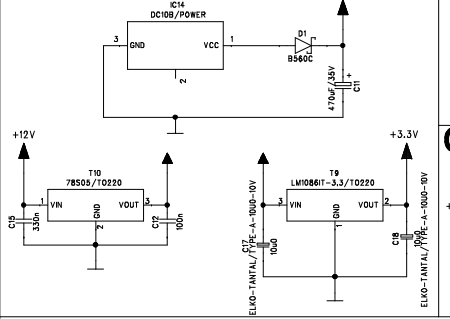 IC14
DC10B/POWER
3
GND
VCC
1
2
D1
B560C
470uF/35V
+
C11
+12V
T10
78S05/TO220
1
VIN
VOUT
3
GND
2
C15
330n
C12
100n
+3.3V
T9
LM1086IT-3.3/TO220
3
VIN
VOUT
2
GND
1
C17
10u0
ELKO-TANTAL/TYPE-A-10U0-10V
C18
10u0
ELKO-TANTAL/TYPE-A-10U0-10V
+